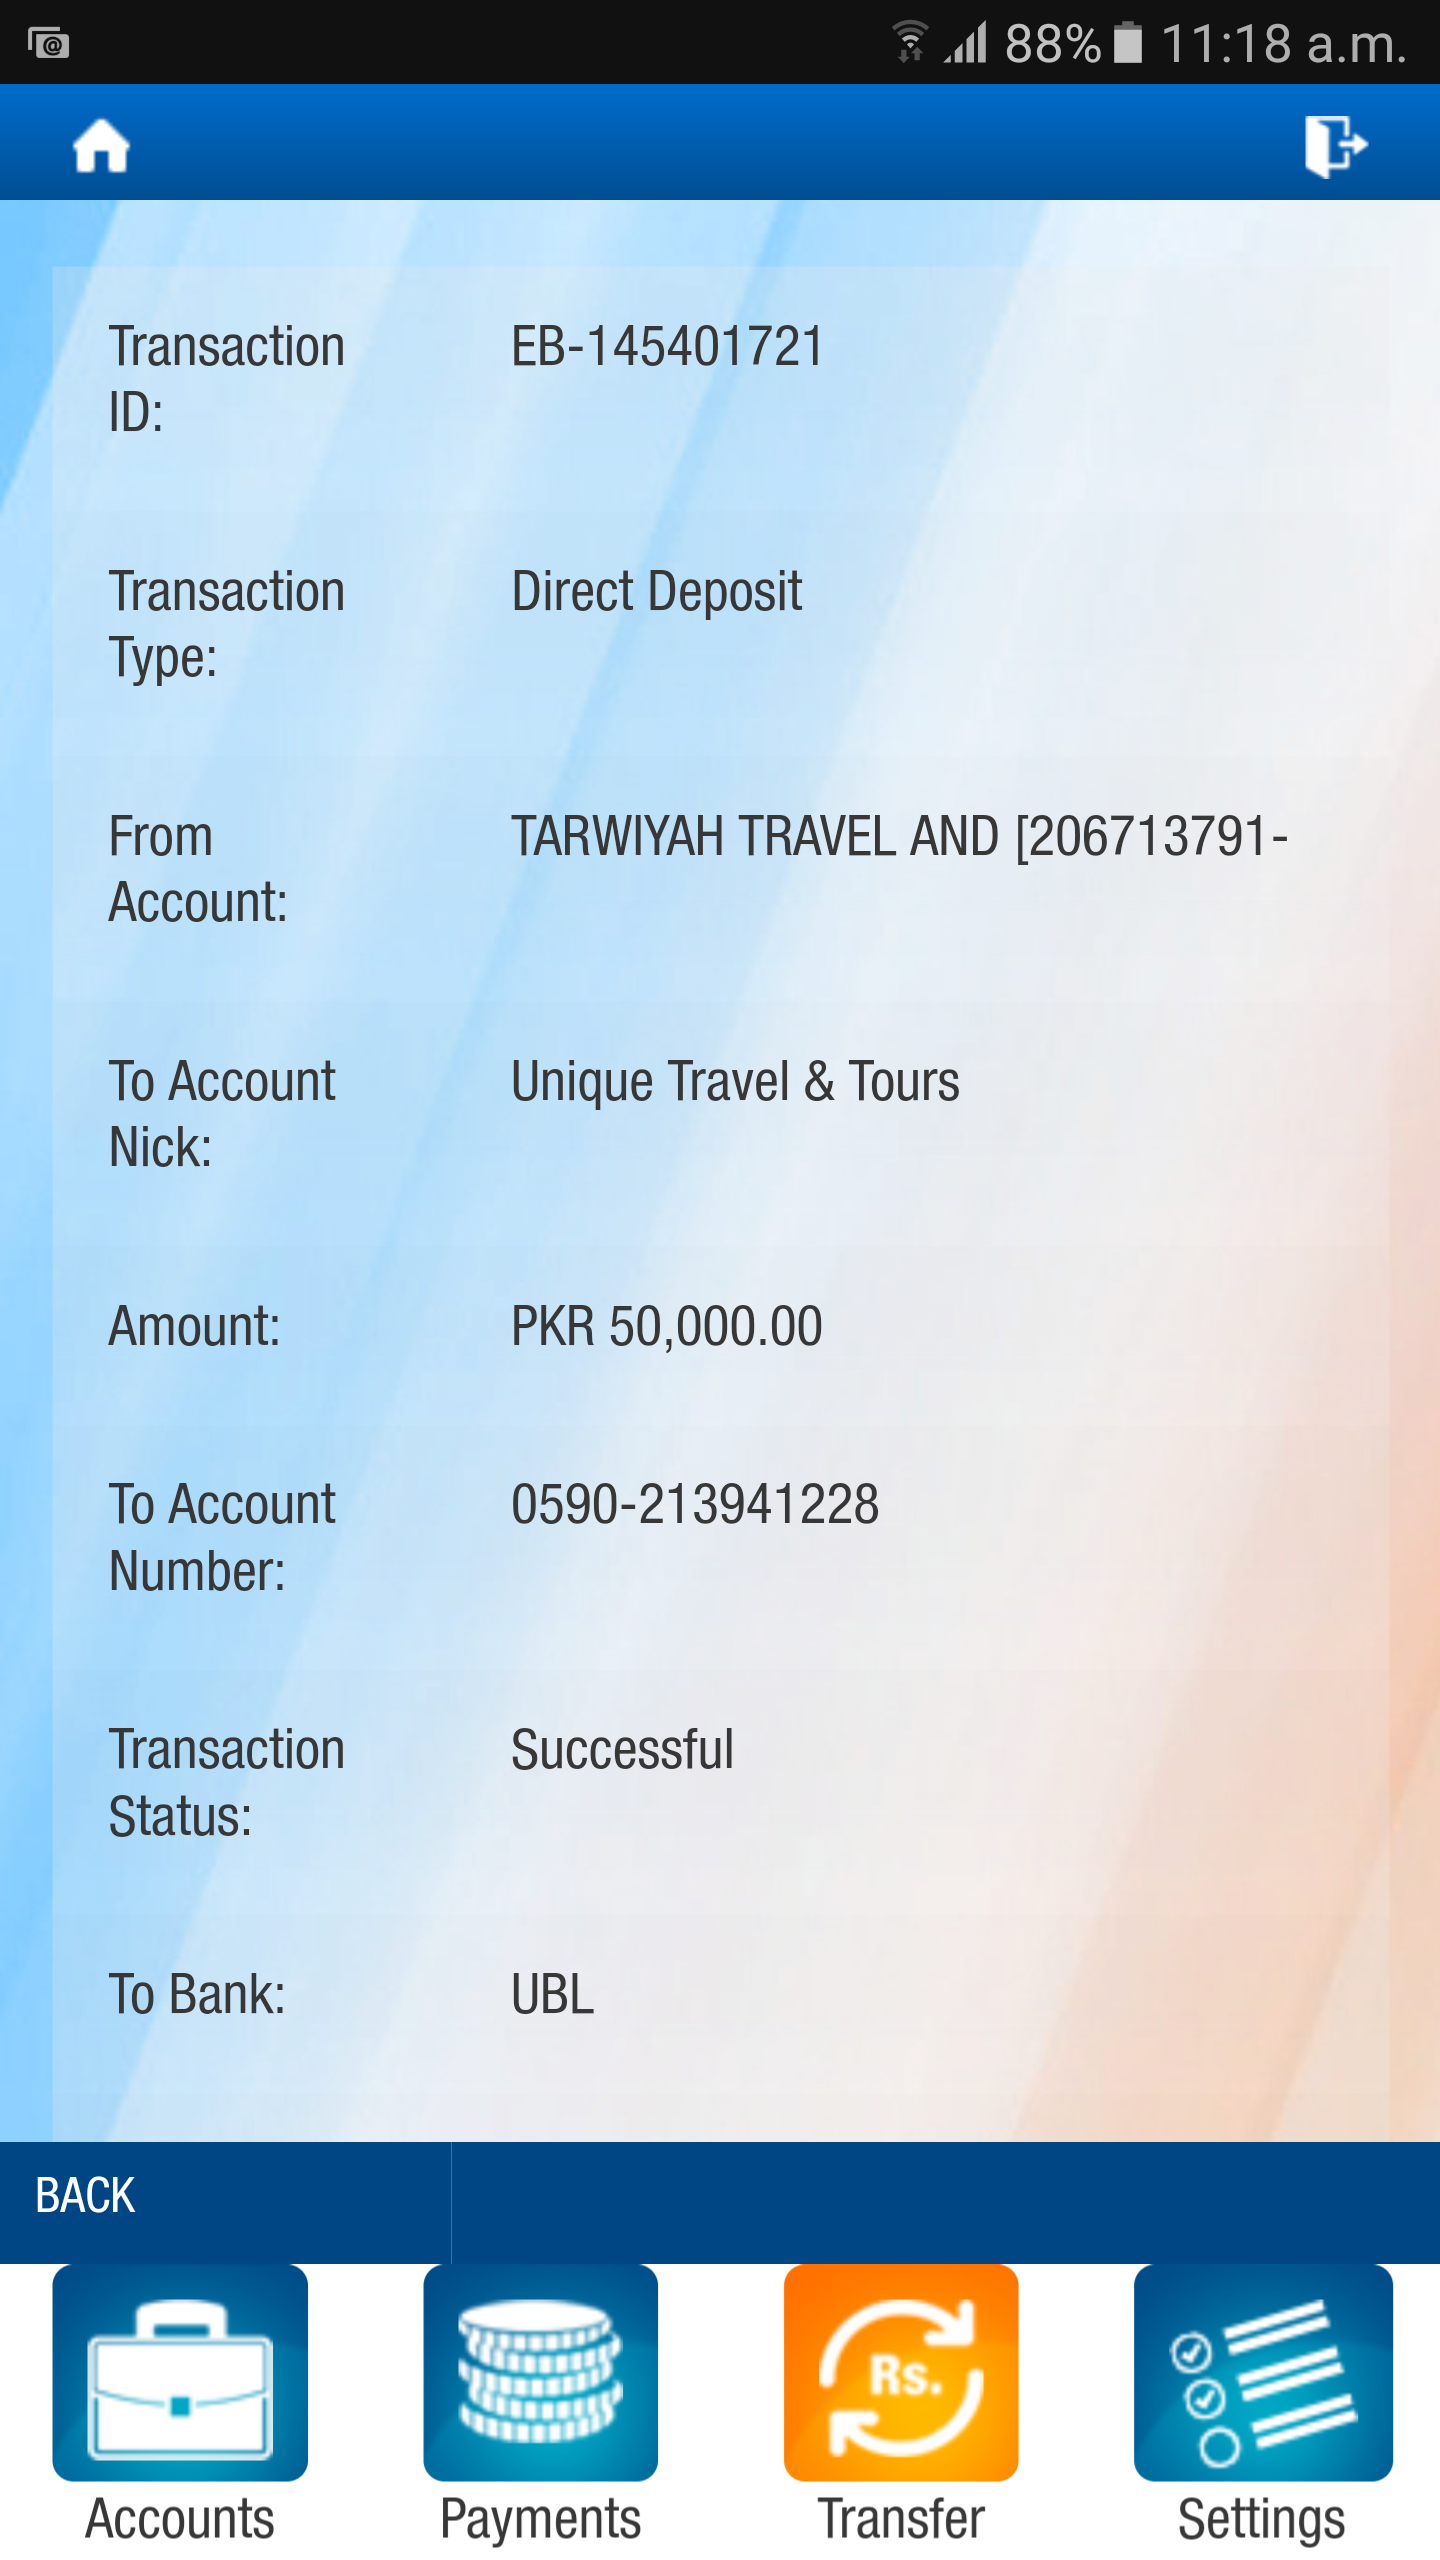 88% 11:18 a.m.
Transaction ID: EB-145401721
Transaction Type: Direct Deposit
From Account: TARWIYAH TRAVEL AND [206713791-
To Account Nick: Unique Travel & Tours
Amount: PKR 50,000.00
To Account Number: 0590-213941228
Transaction Status: Successful
To Bank: UBL
BACK
Rs.
Accounts Payments Transfer Settings